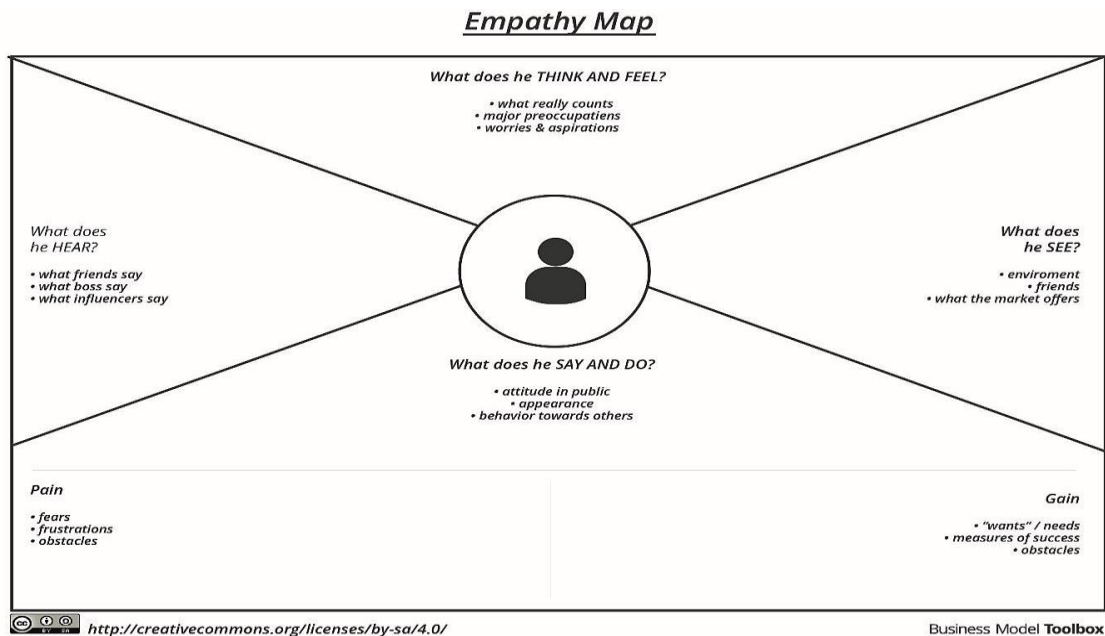 Empathy Map
What does he THINK AND FEEL?
• what really counts
• major preoccupatiens
• worries & aspirations
What does
he HEAR?
• what friends say
• what boss say
• what influencers say
What does
he SEE?
• enviroment
• friends
• what the market offers
What does he SAY AND DO?
• attitude in public
• appearance
• behavior towards others
Pain
• fears
• frustrations
• obstacles
Gain
• "wants" / needs
• measures of success
• obstacles
cc BY SA
http://creativecommons.org/licenses/by-sa/4.0/
Business Model Toolbox